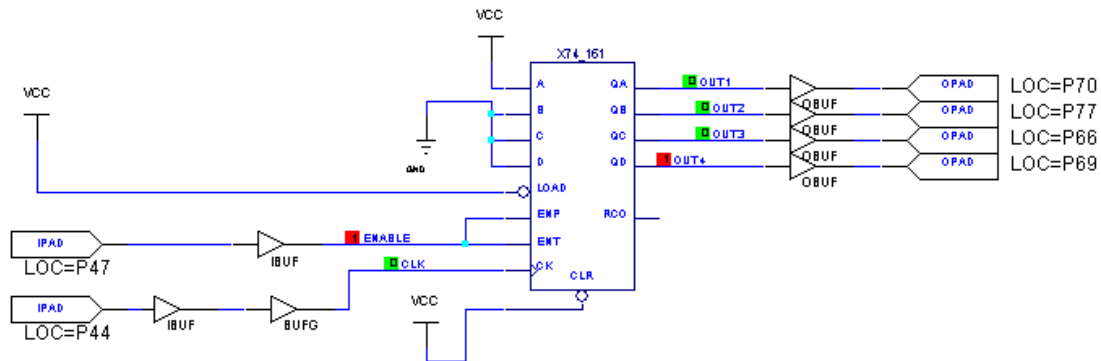 VCC
X74_161
VCC
A QA 0 OUT1 OPAD LOC=P70
OBUF
B QB 0 OUT2 OPAD LOC=P77
OBUF
C QC 0 OUT3 OPAD LOC=P66
OBUF
D QD 1 OUT4 OPAD LOC=P69
OBUF
GND
LOAD
ENP RCO
IPAD 1 ENABLE ENT
IBUF
LOC=P47
0 CLK CK
CLR
VCC
IPAD
IBUF BUFG
LOC=P44